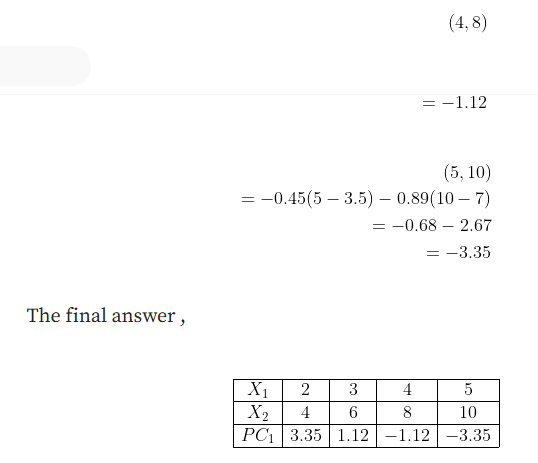 (4, 8)
= −1.12
(5, 10)
= −0.45(5 − 3.5) − 0.89(10 − 7)
= −0.68 − 2.67
= −3.35
The final answer ,
X₁ 2 3 4 5
X₂ 4 6 8 10
PC₁ 3.35 1.12 −1.12 −3.35